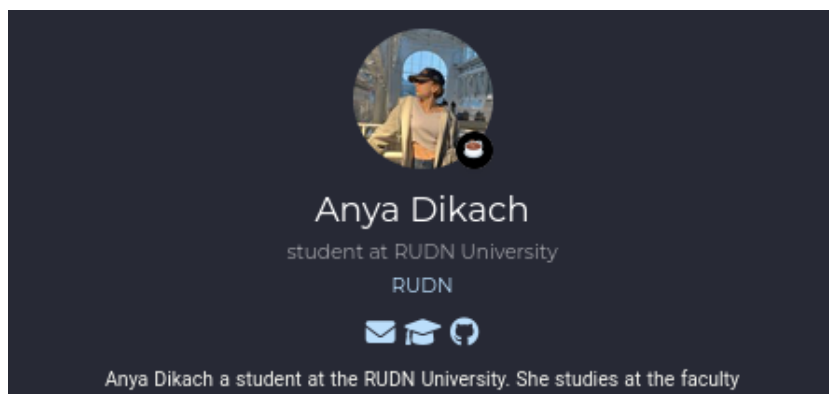 Anya Dikach
student at RUDN University
RUDN
Anya Dikach a student at the RUDN University. She studies at the faculty